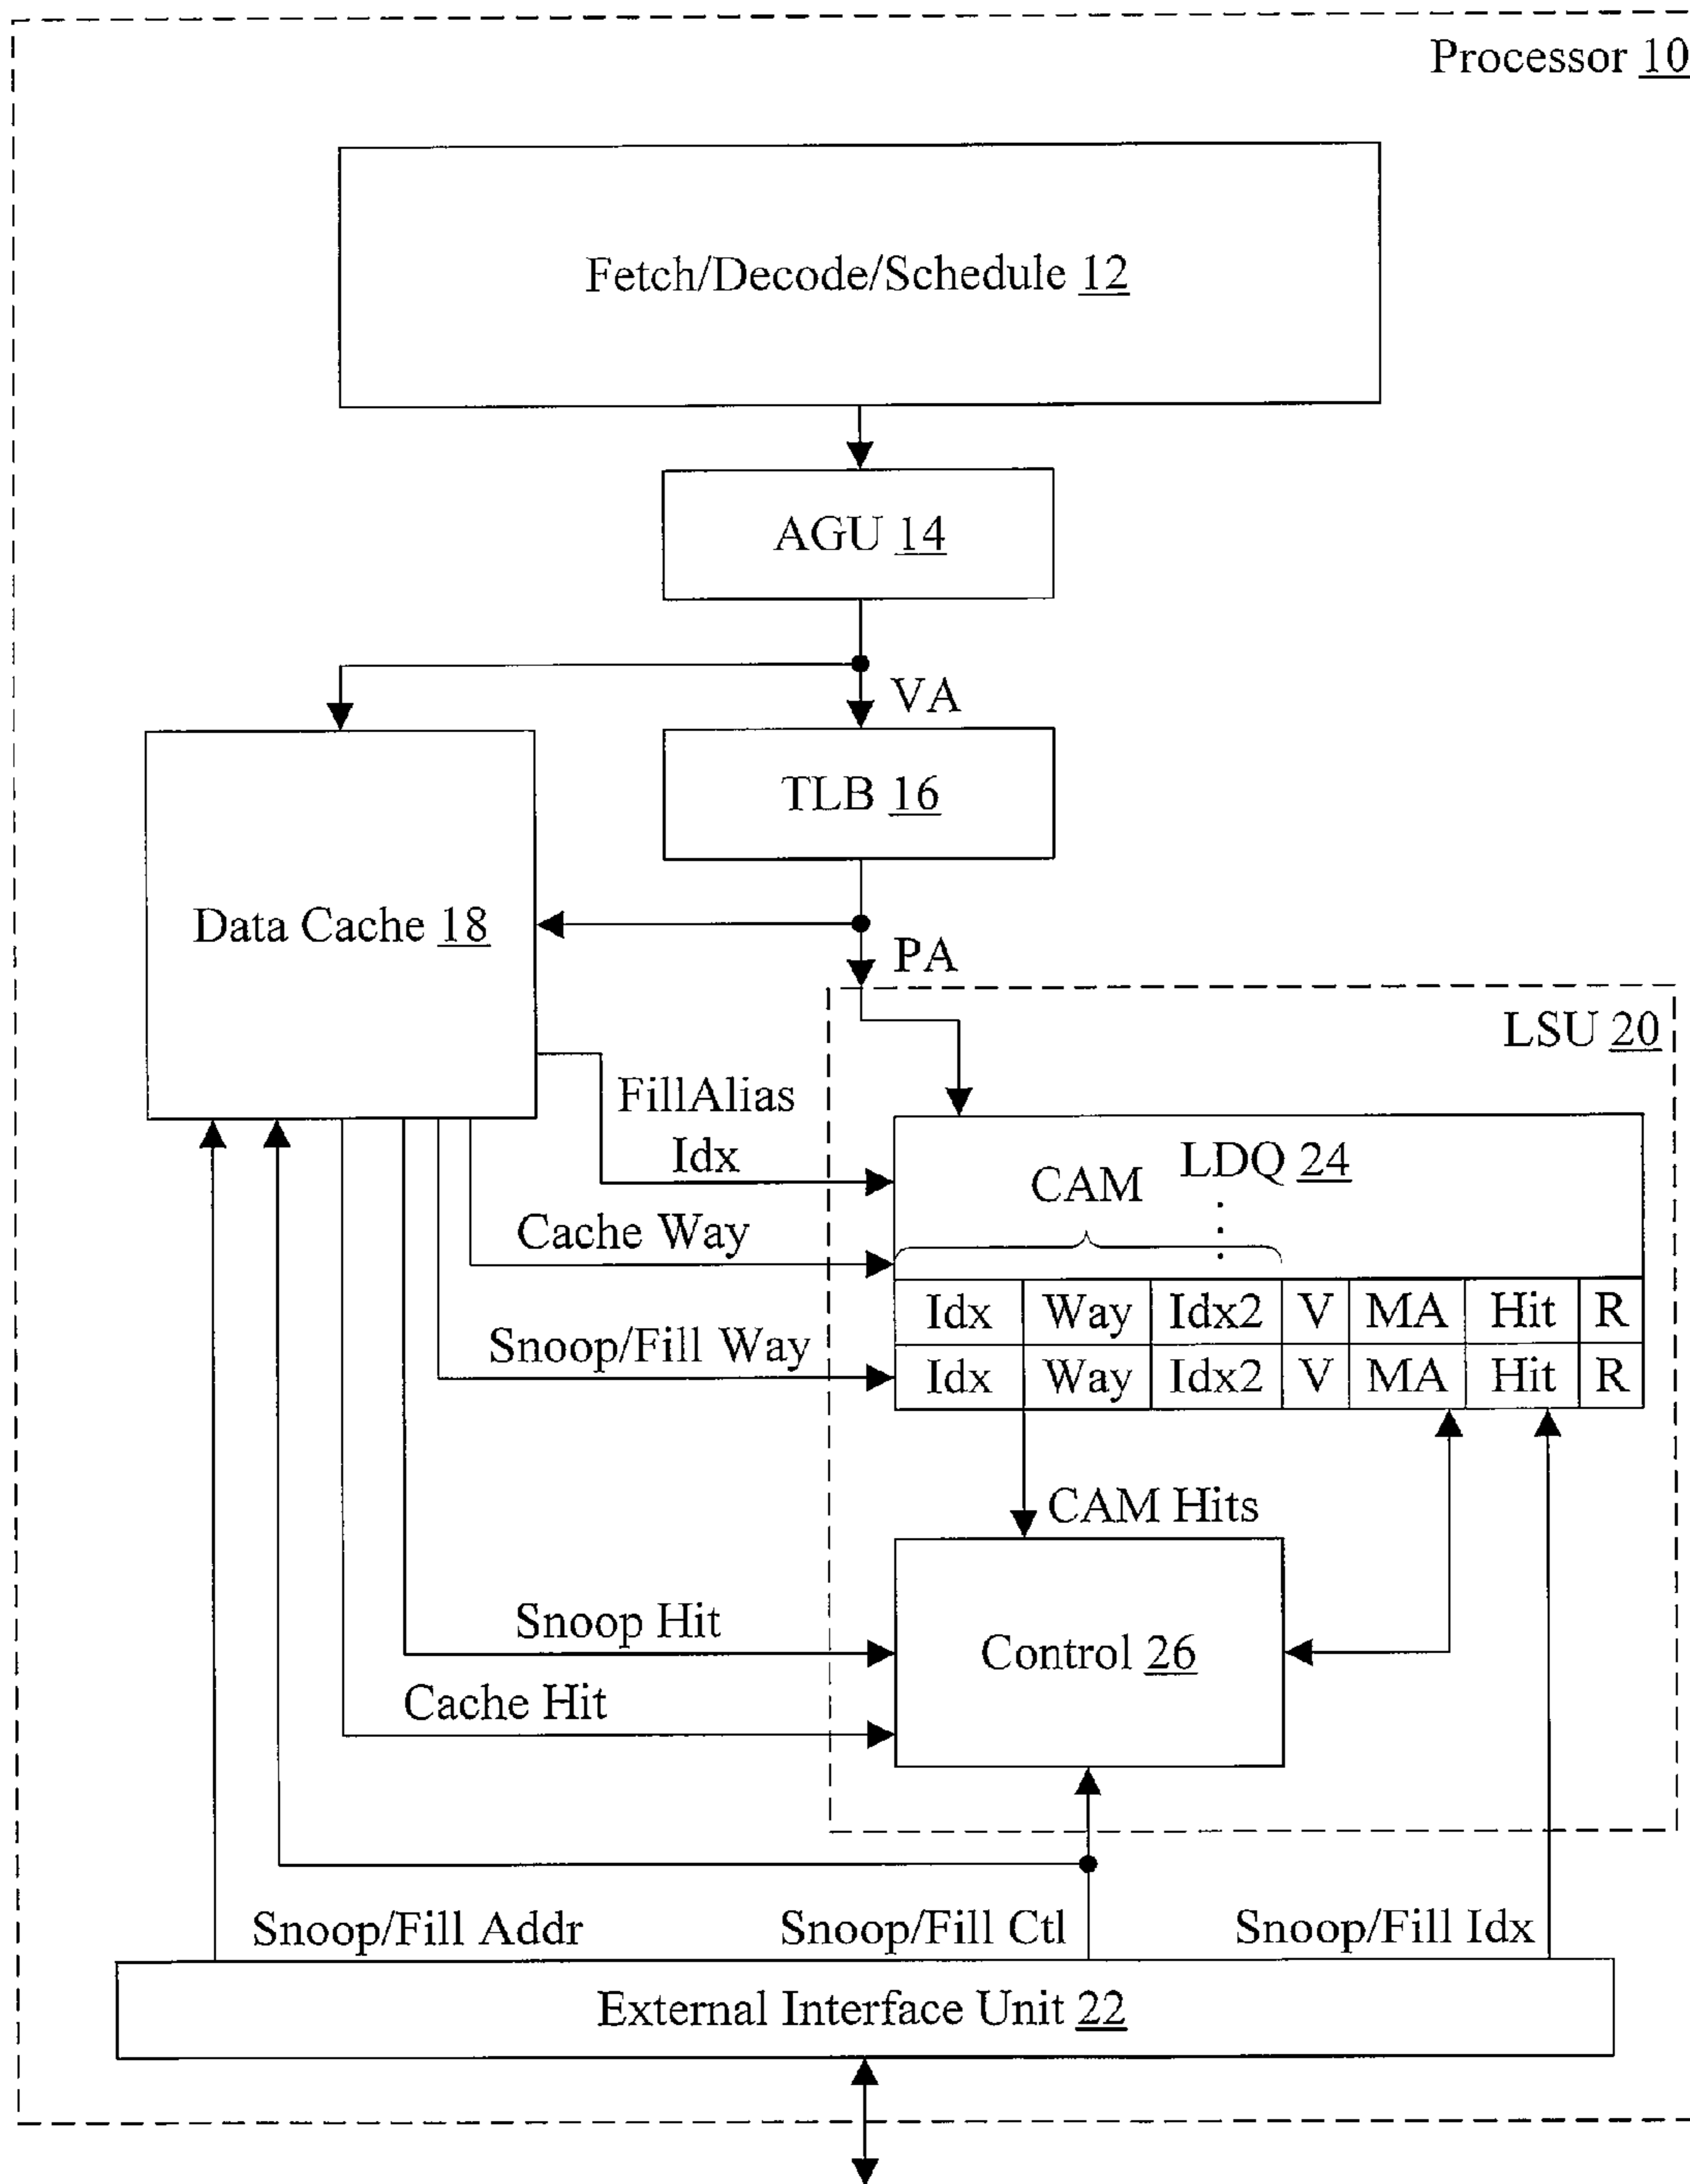 Processor 10
Fetch/Decode/Schedule 12
AGU 14
VA
TLB 16
Data Cache 18
PA
LSU 20
FillAlias
Idx
LDQ 24
CAM
Cache Way
Idx Way Idx2 V MA Hit R
Snoop/Fill Way
Idx Way Idx2 V MA Hit R
CAM Hits
Snoop Hit
Control 26
Cache Hit
Snoop/Fill Addr Snoop/Fill Ctl Snoop/Fill Idx
External Interface Unit 22